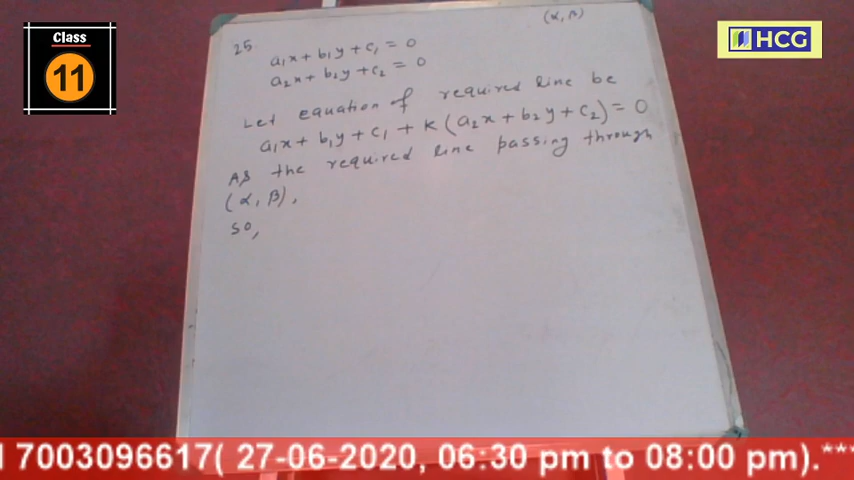 Class
11
HCG
(α, β)
25
a₁x + b₁y + c₁ = 0
a₂x + b₂y + c₂ = 0
Let equation of required line be
a₁x + b₁y + c₁ + k (a₂x + b₂y + c₂) = 0
As the required line passing through
(α, β),
so,
7003096617( 27-06-2020, 06:30 pm to 08:00 pm).***